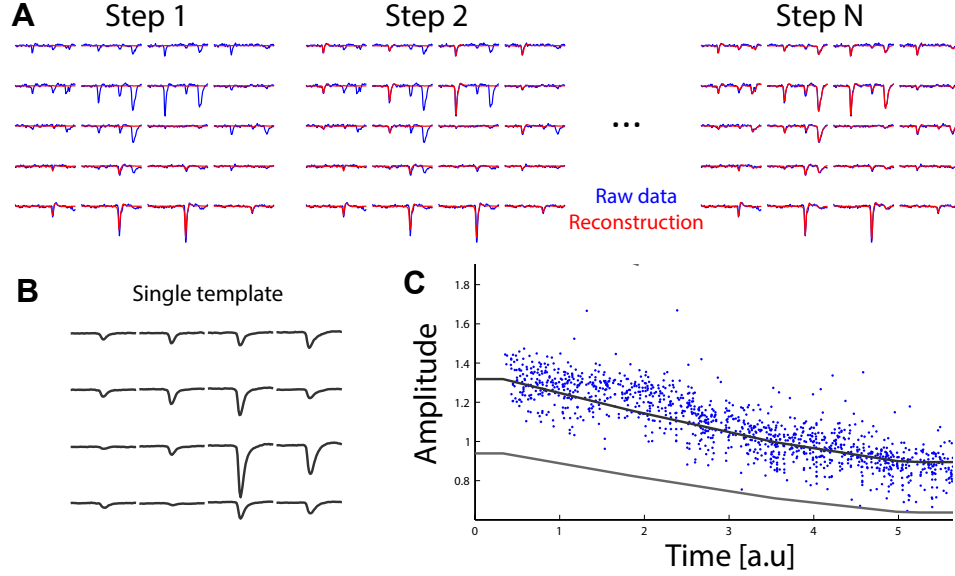 A
Step 1
Step 2
Step N
...
Raw data
Reconstruction
B
Single template
C
Amplitude
1.8
1.6
1.4
1.2
1
0.8
0
1
2
3
4
5
Time [a.u]